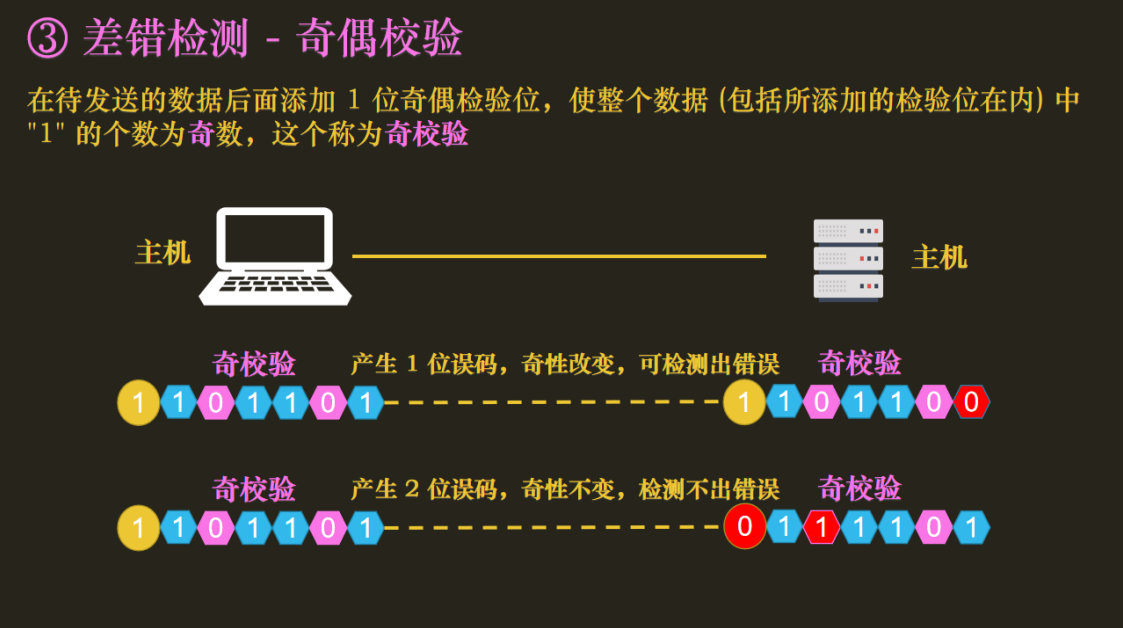 ③ 差错检测 - 奇偶校验
在待发送的数据后面添加 1 位奇偶检验位，使整个数据 (包括所添加的检验位在内) 中
"1" 的个数为奇数，这个称为奇校验
主机
主机
奇校验 产生 1 位误码，奇性改变，可检测出错误 奇校验
1 1 0 1 1 0 1 1 1 0 1 1 0 0
奇校验 产生 2 位误码，奇性不变，检测不出错误 奇校验
1 1 0 1 1 0 1 0 1 1 1 1 0 1